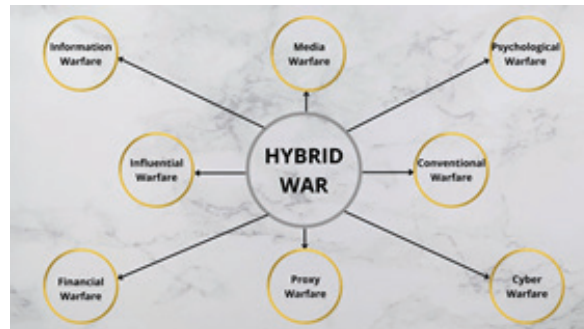 Information
Warfare
Media
Warfare
Psychological
Warfare
Influential
Warfare
HYBRID
WAR
Conventional
Warfare
Financial
Warfare
Proxy
Warfare
Cyber
Warfare